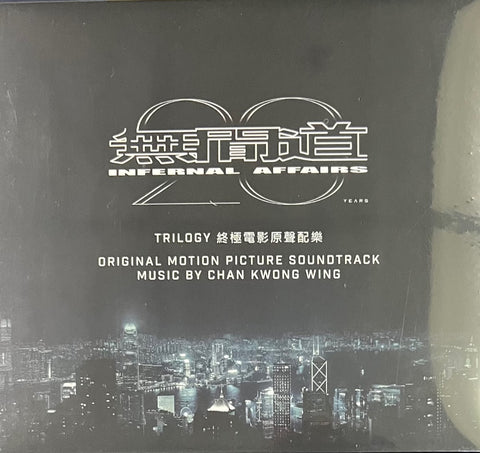 20
無間道
INFERNAL AFFAIRS
YEARS
TRILOGY 終極電影原聲配樂
ORIGINAL MOTION PICTURE SOUNDTRACK
MUSIC BY CHAN KWONG WING